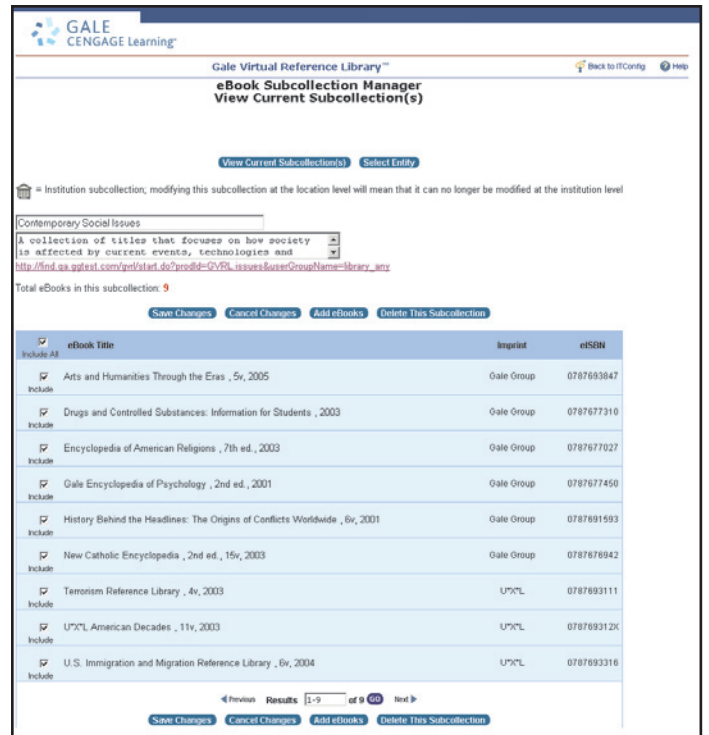 GALE
CENGAGE Learning™
Gale Virtual Reference Library™
Back to ITConfig
Help
eBook Subcollection Manager
View Current Subcollection(s)
View Current Subcollection(s)
Select Entity
= Institution subcollection; modifying this subcollection at the location level will mean that it can no longer be modified at the institution level
Contemporary Social Issues
A collection of titles that focuses on how society
is affected by current events, technologies and
http://find.qa.ggtest.com/gvrl/start.do?prodId=GVRL.issues&userGroupName=library_any
Total eBooks in this subcollection: 9
Save Changes Cancel Changes Add eBooks Delete This Subcollection
Include All eBook Title Imprint eISBN
Include Arts and Humanities Through the Eras , 5v, 2005 Gale Group 0787693847
Include Drugs and Controlled Substances: Information for Students , 2003 Gale Group 0787677310
Include Encyclopedia of American Religions , 7th ed., 2003 Gale Group 0787677027
Include Gale Encyclopedia of Psychology , 2nd ed., 2001 Gale Group 0787677450
Include History Behind the Headlines: The Origins of Conflicts Worldwide , 6v, 2001 Gale Group 0787691593
Include New Catholic Encyclopedia , 2nd ed., 15v, 2003 Gale Group 0787676942
Include Terrorism Reference Library , 4v, 2003 U*X*L 0787693111
Include U*X*L American Decades , 11v, 2003 U*X*L 078769312X
Include U.S. Immigration and Migration Reference Library , 6v, 2004 U*X*L 0787693316
Previous Results 1-9 of 9 GO Next
Save Changes Cancel Changes Add eBooks Delete This Subcollection